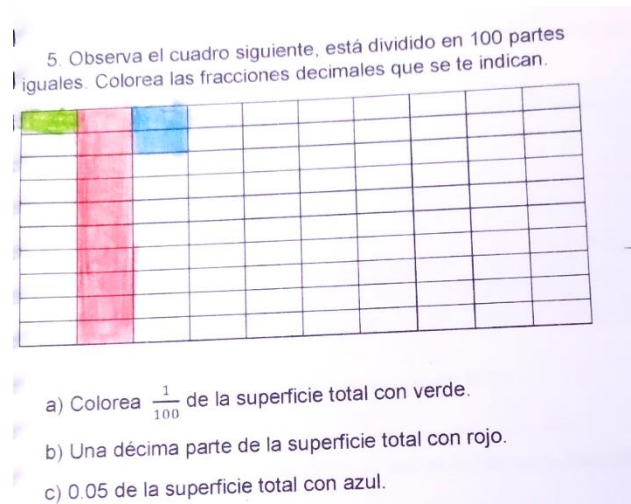 5. Observa el cuadro siguiente, está dividido en 100 partes
iguales. Colorea las fracciones decimales que se te indican.
a) Colorea 1/100 de la superficie total con verde.
b) Una décima parte de la superficie total con rojo.
c) 0.05 de la superficie total con azul.